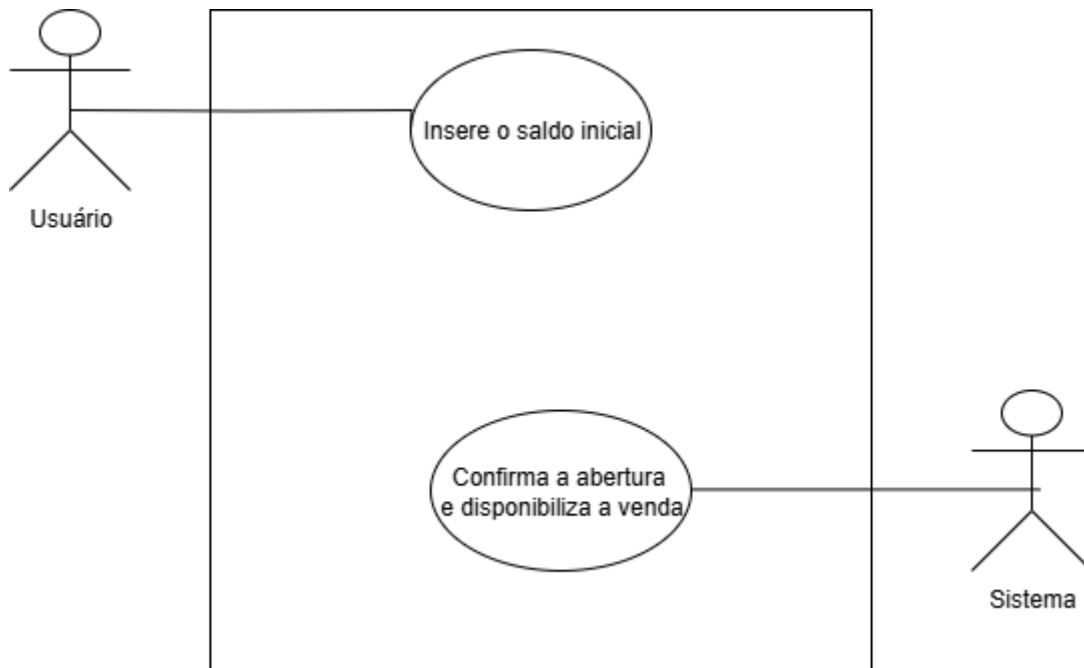 Insere o saldo inicial
Usuário
Confirma a abertura
e disponibiliza a venda
Sistema